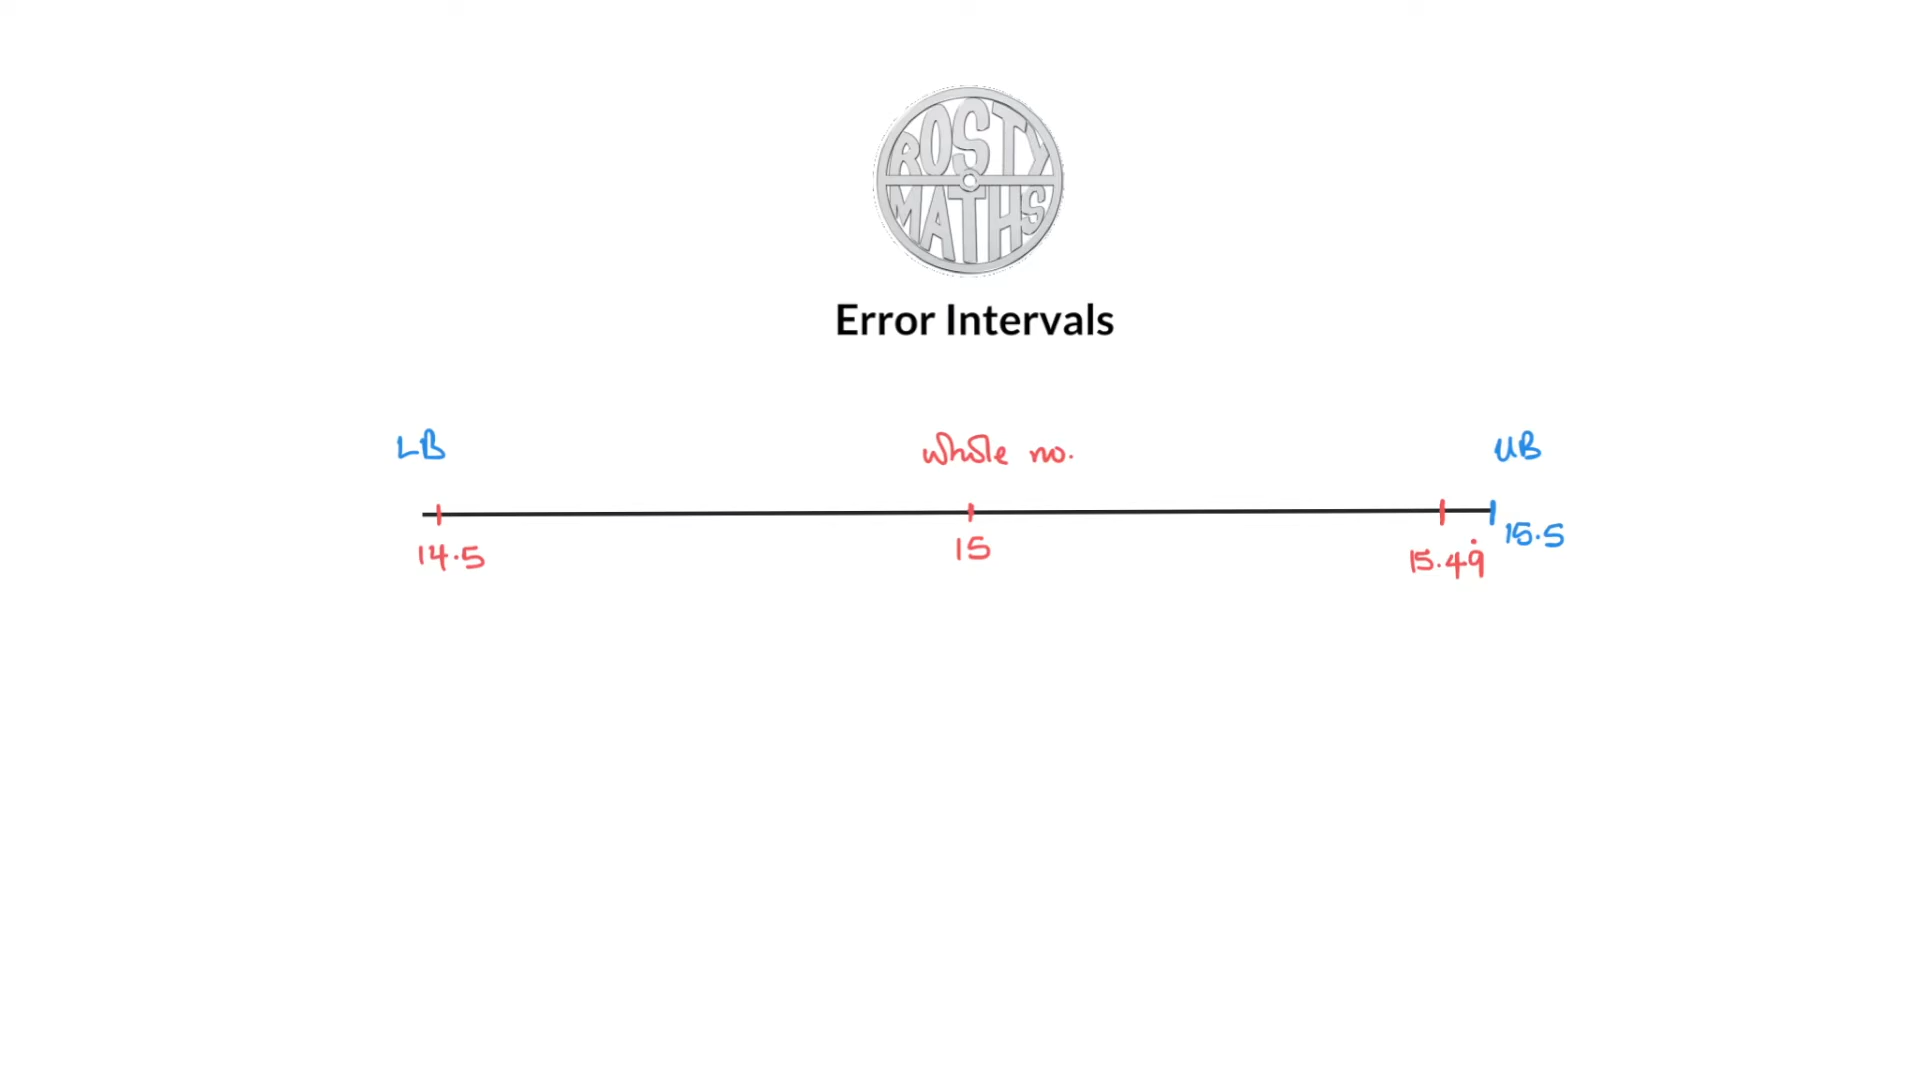 ROSTY
MATHS
Error Intervals
LB whole no. UB
14.5 15 15.49̇ 15.5